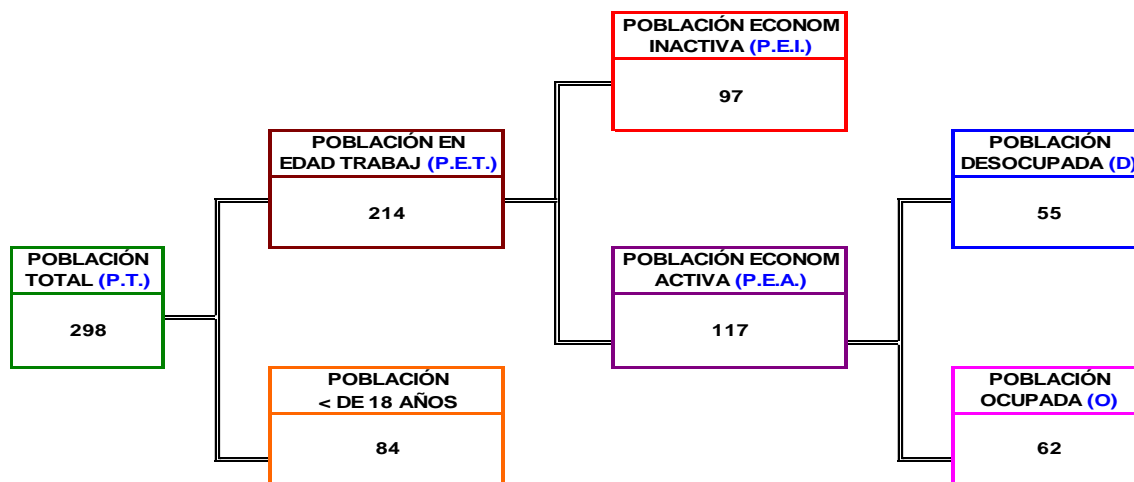 POBLACIÓN ECONOM
INACTIVA (P.E.I.)
97
POBLACIÓN EN
EDAD TRABAJ (P.E.T.)
214
POBLACIÓN
DESOCUPADA (D)
55
POBLACIÓN
TOTAL (P.T.)
298
POBLACIÓN ECONOM
ACTIVA (P.E.A.)
117
POBLACIÓN
< DE 18 AÑOS
84
POBLACIÓN
OCUPADA (O)
62